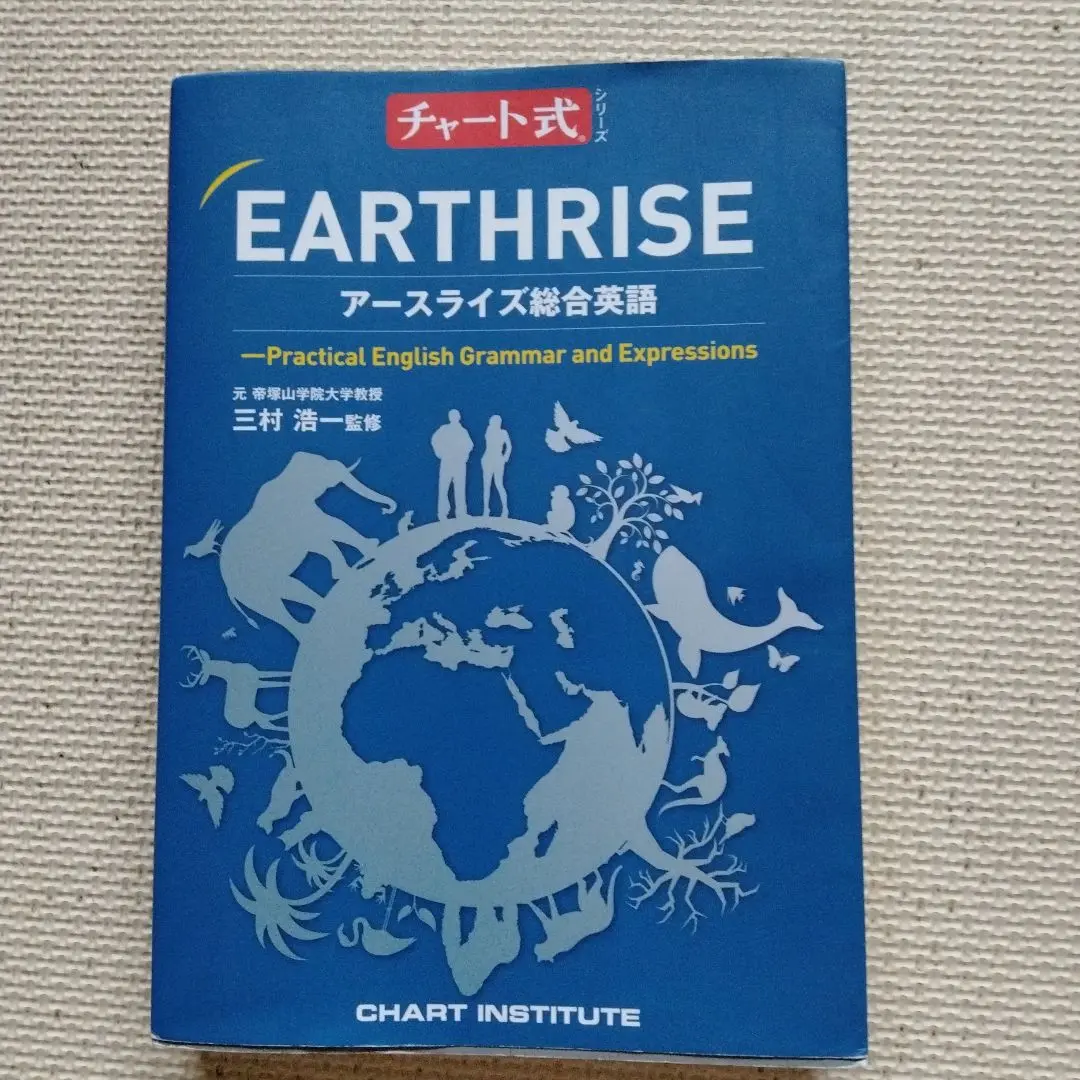 チャート式®
シリーズ
EARTHRISE
アースライズ総合英語
—Practical English Grammar and Expressions
元 帝塚山学院大学教授
三村 浩一監修
CHART INSTITUTE